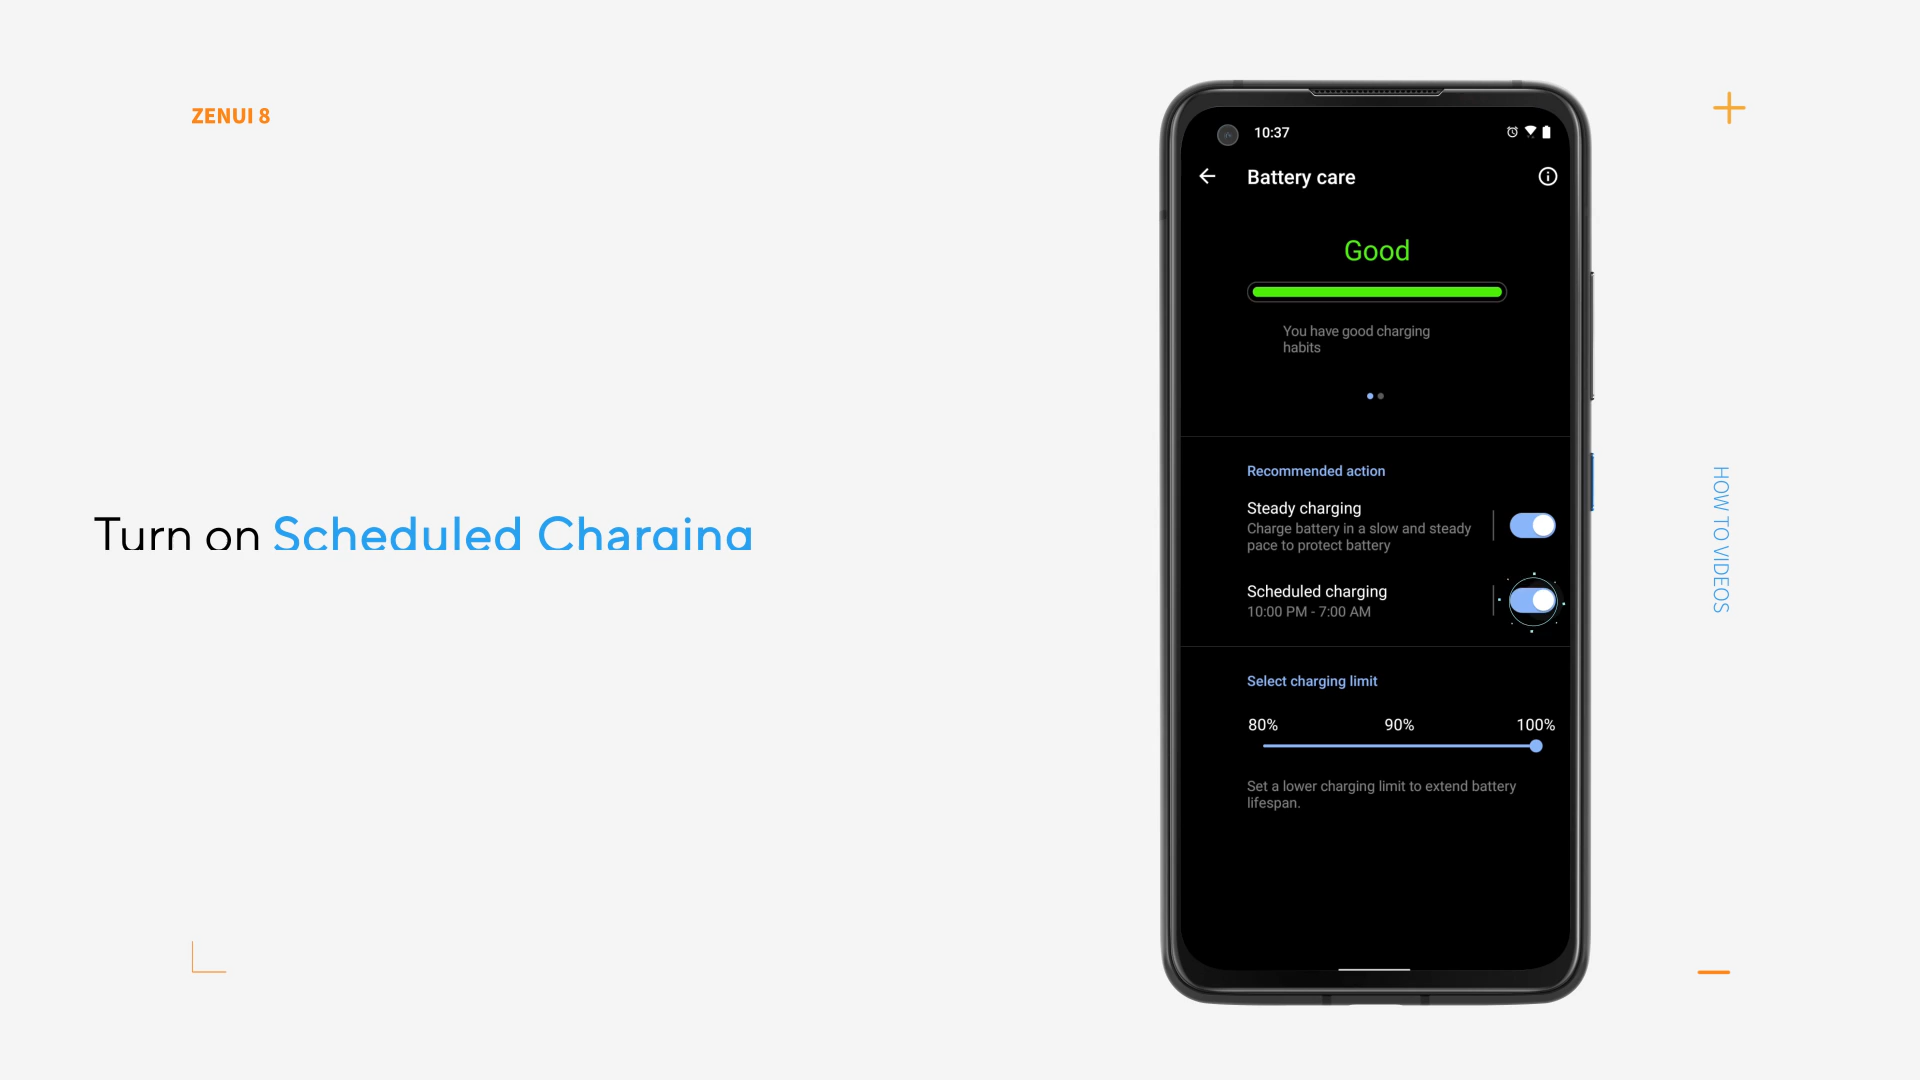 ZENUI 8
Turn on Scheduled Charging
10:37
Battery care
Good
You have good charging
habits
Recommended action
Steady charging
Charge battery in a slow and steady
pace to protect battery
Scheduled charging
10:00 PM - 7:00 AM
Select charging limit
80% 90% 100%
Set a lower charging limit to extend battery
lifespan.
HOW TO VIDEOS